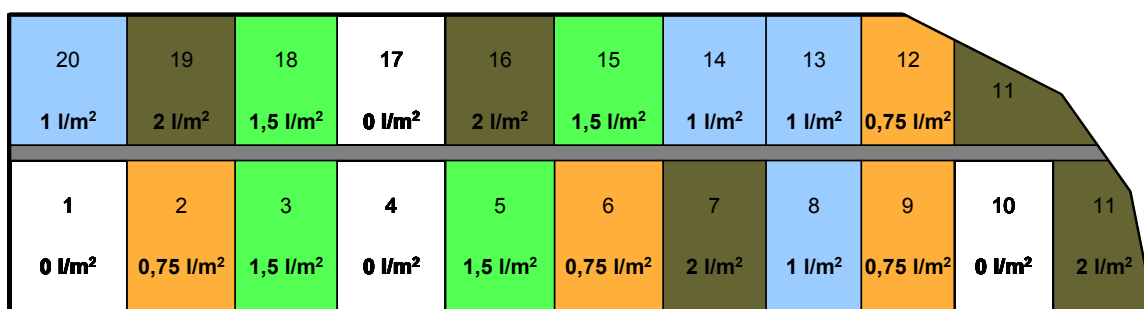 20 19 18 17 16 15 14 13 12 11
1 l/m² 2 l/m² 1,5 l/m² 0 l/m² 2 l/m² 1,5 l/m² 1 l/m² 1 l/m² 0,75 l/m²
1 2 3 4 5 6 7 8 9 10 11
0 l/m² 0,75 l/m² 1,5 l/m² 0 l/m² 1,5 l/m² 0,75 l/m² 2 l/m² 1 l/m² 0,75 l/m² 0 l/m² 2 l/m²